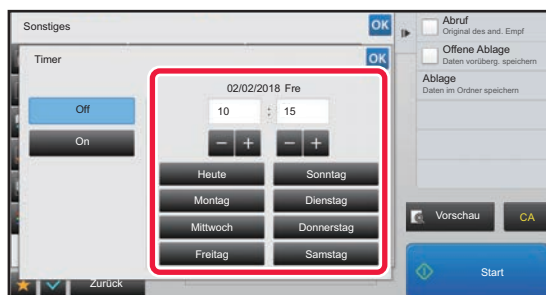 Sonstiges
OK
Timer
OK
Off
On
02/02/2018 Fre
10 : 15
Heute
Sonntag
Montag
Dienstag
Mittwoch
Donnerstag
Freitag
Samstag
Zurück
Abruf
Original des and. Empf
Offene Ablage
Daten vorüberg. speichern
Ablage
Daten im Ordner speichern
Vorschau
CA
Start